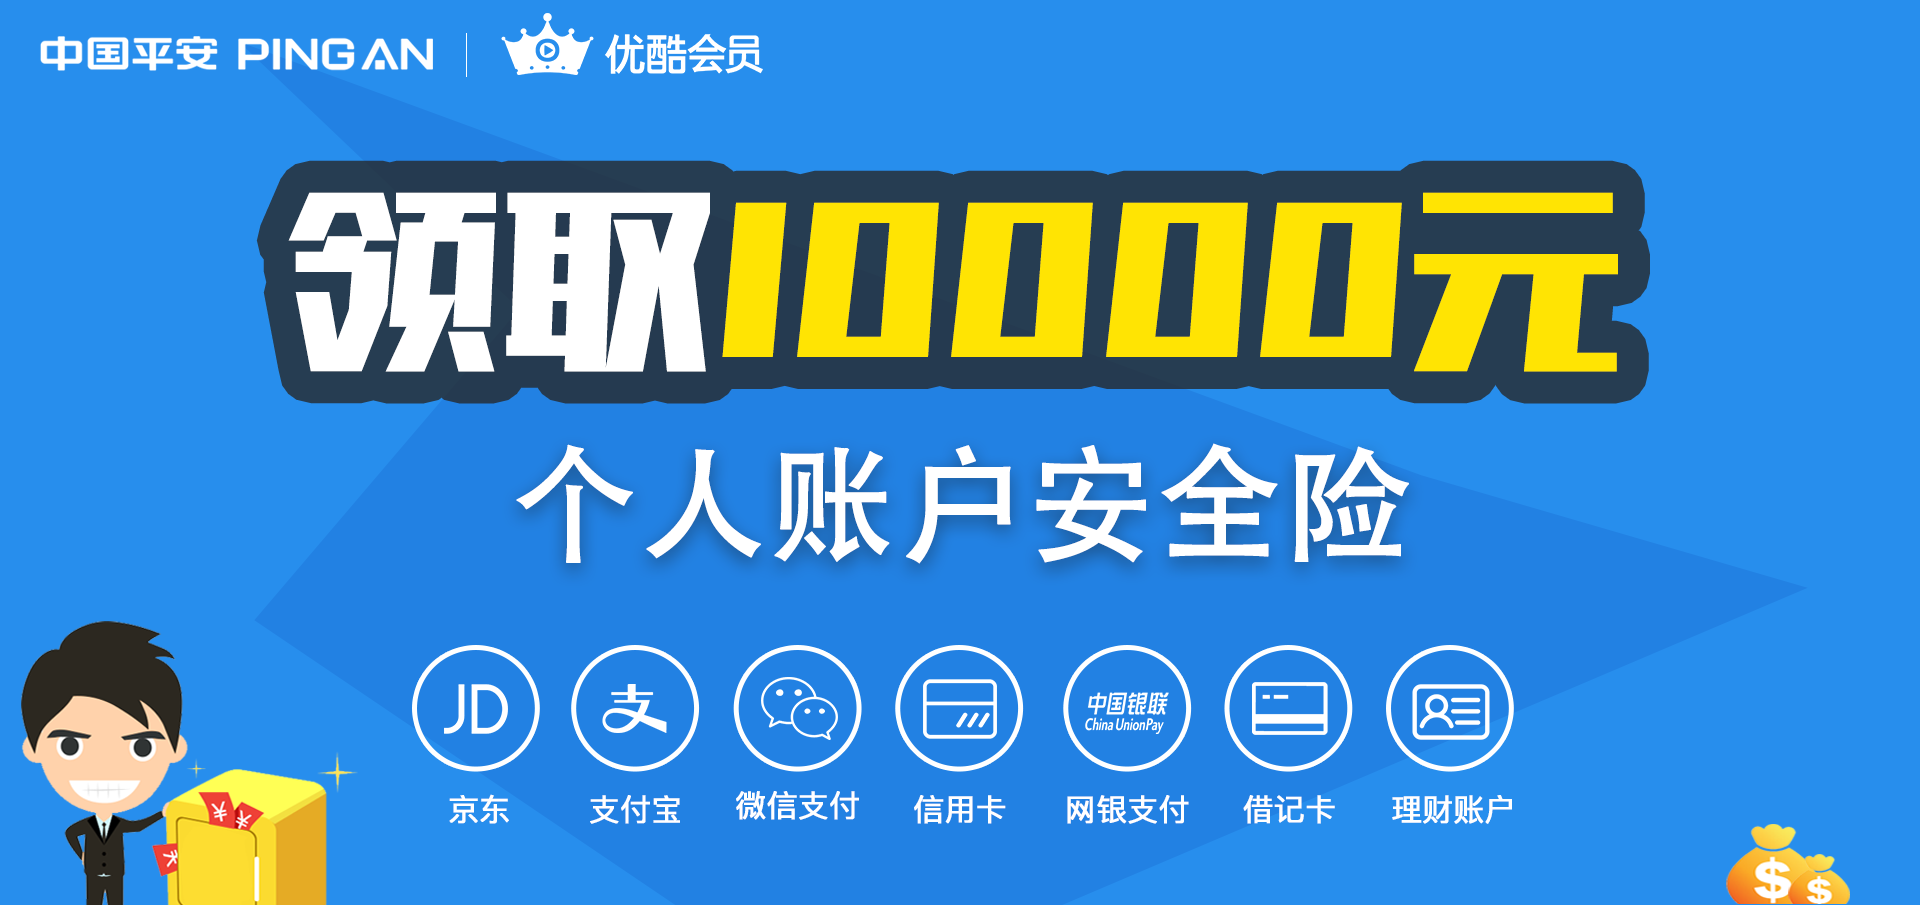 中国平安 PINGAN 优酷会员
领取10000元
个人账户安全险
JD 支 中国银联
China UnionPay
京东 支付宝 微信支付 信用卡 网银支付 借记卡 理财账户
$ $